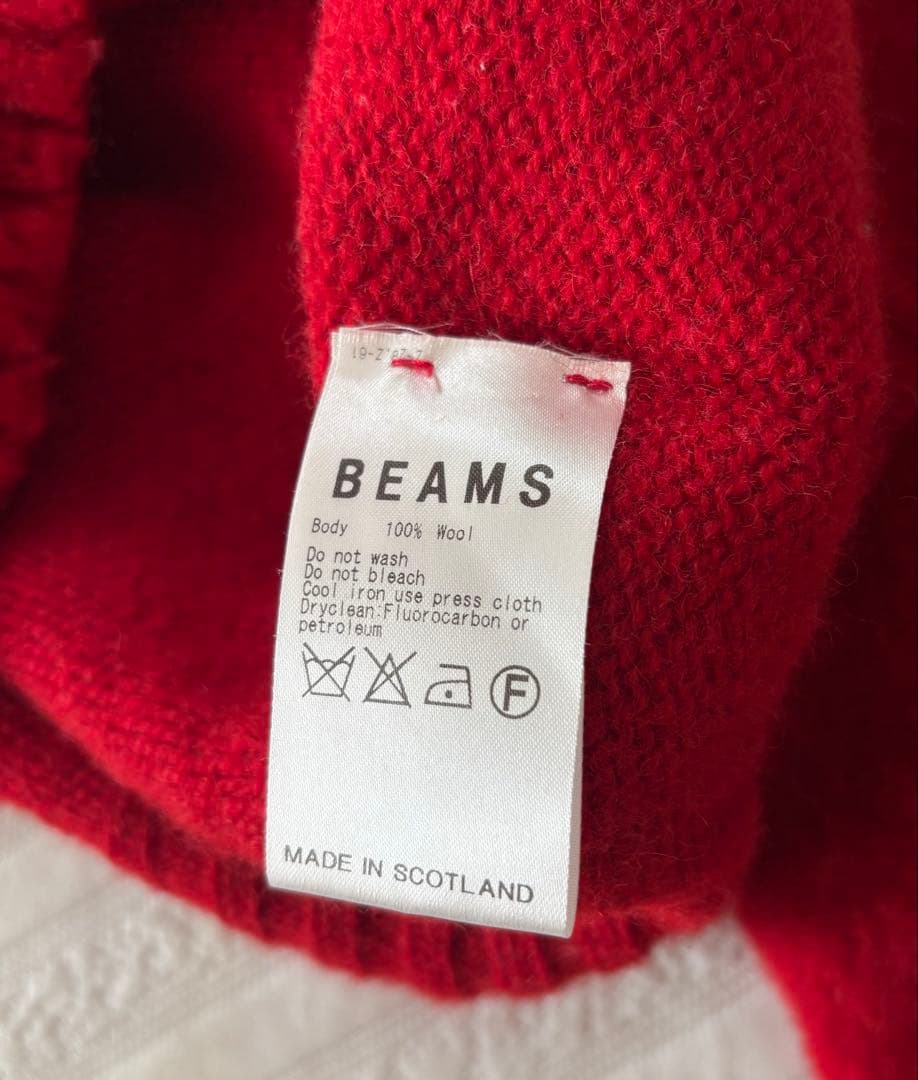 BEAMS
Body 100% Wool
Do not wash
Do not bleach
Cool iron use press cloth
Dryclean:Fluorocarbon or
petroleum
F
MADE IN SCOTLAND